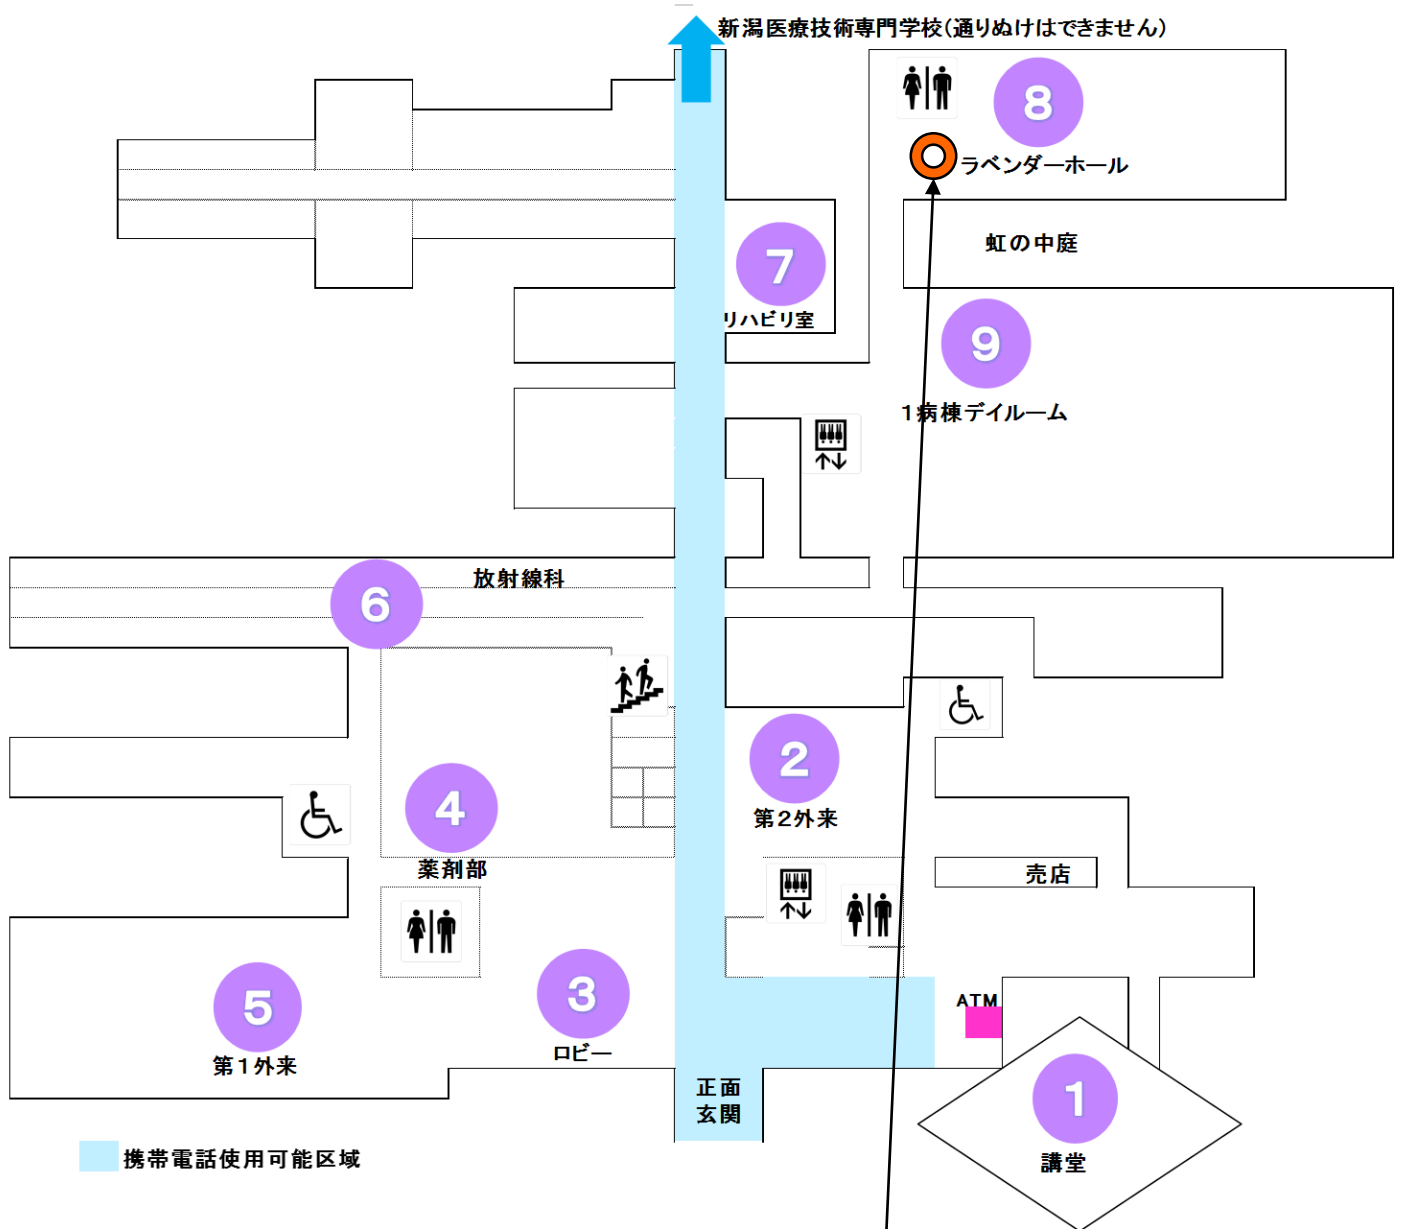 新潟医療技術専門学校(通りぬけはできません)
8
ラベンダーホール
虹の中庭
7
リハビリ室
9
1病棟デイルーム
放射線科
6
2
第2外来
4
薬剤部
売店
3
ロビー
5
第1外来
ATM
正面
玄関
1
講堂
携帯電話使用可能区域